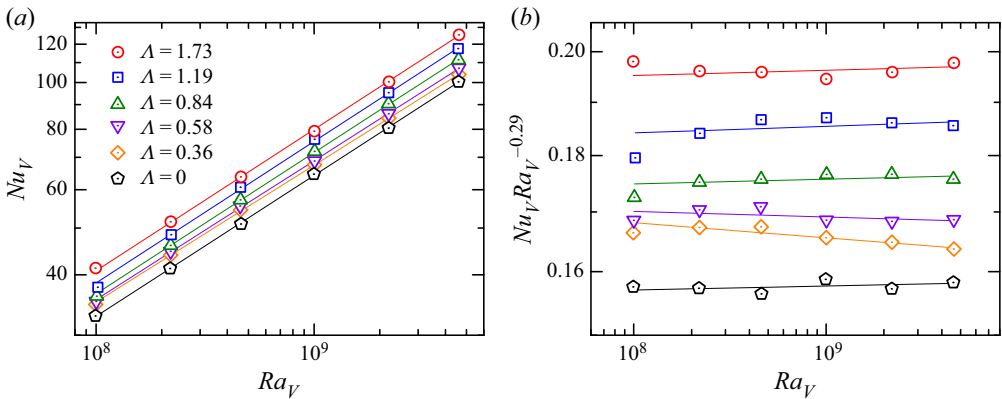 (a)
120
100
80
60
40
Nu_V
Λ = 1.73
Λ = 1.19
Λ = 0.84
Λ = 0.58
Λ = 0.36
Λ = 0
10^8
10^9
Ra_V
(b)
0.20
0.18
0.16
Nu_V Ra_V^{−0.29}
10^8
10^9
Ra_V